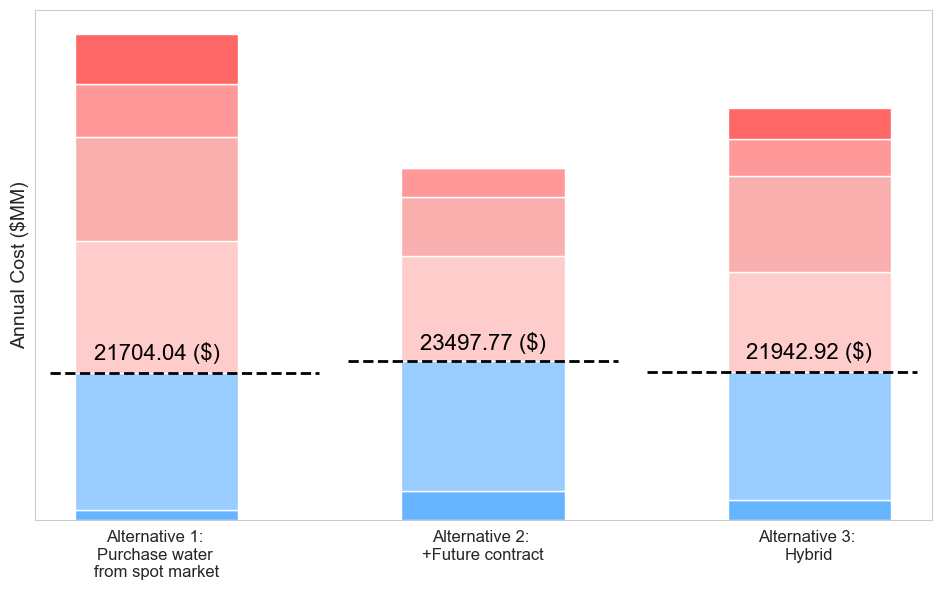 Annual Cost ($MM)
21704.04 ($)
23497.77 ($)
21942.92 ($)
Alternative 1:
Purchase water
from spot market
Alternative 2:
+Future contract
Alternative 3:
Hybrid